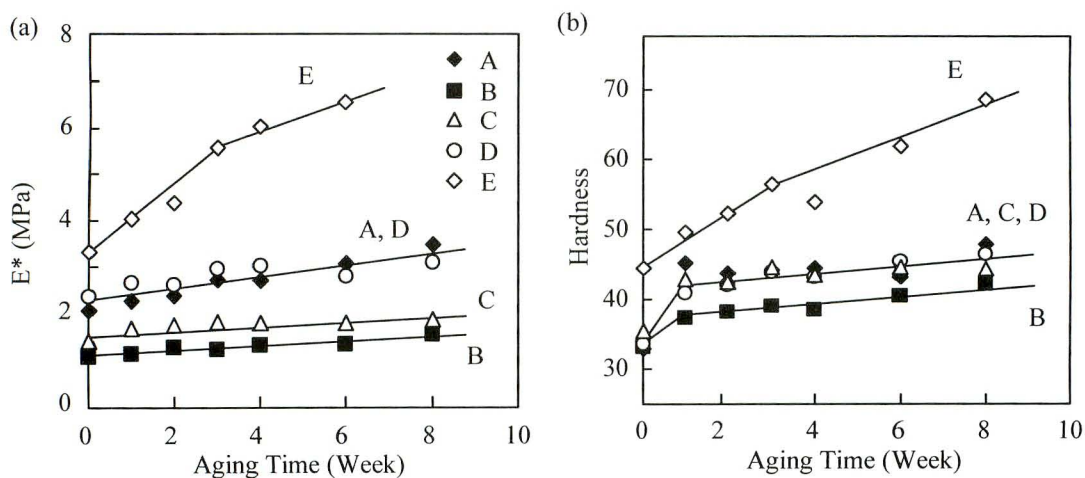 (a)
E* (MPa)
8
6
4
2
0
0 2 4 6 8 10
Aging Time (Week)
A
B
C
D
E
E
A, D
C
B
(b)
Hardness
70
60
50
40
30
0 2 4 6 8 10
Aging Time (Week)
E
A, C, D
B